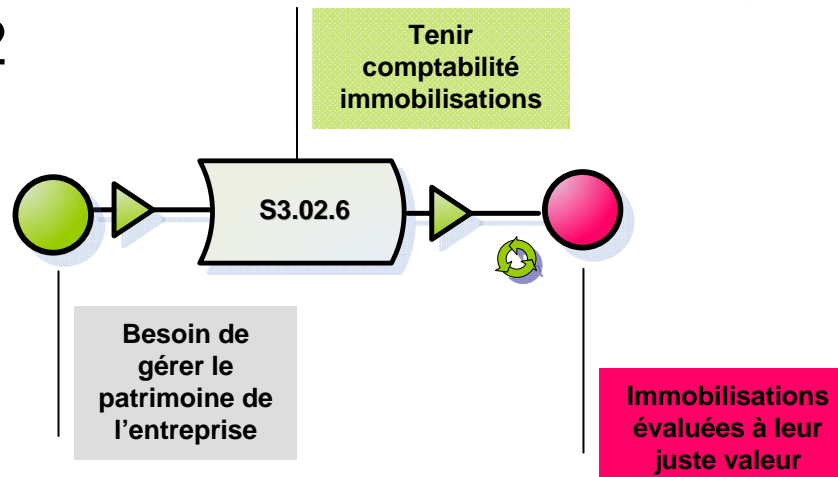 2
Tenir
comptabilité
immobilisations
S3.02.6
Besoin de
gérer le
patrimoine de
l’entreprise
Immobilisations
évaluées à leur
juste valeur